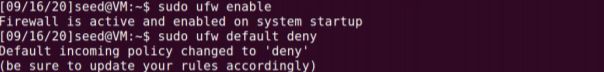 [09/16/20]seed@VM:~$ sudo ufw enable
Firewall is active and enabled on system startup
[09/16/20]seed@VM:~$ sudo ufw default deny
Default incoming policy changed to 'deny'
(be sure to update your rules accordingly)